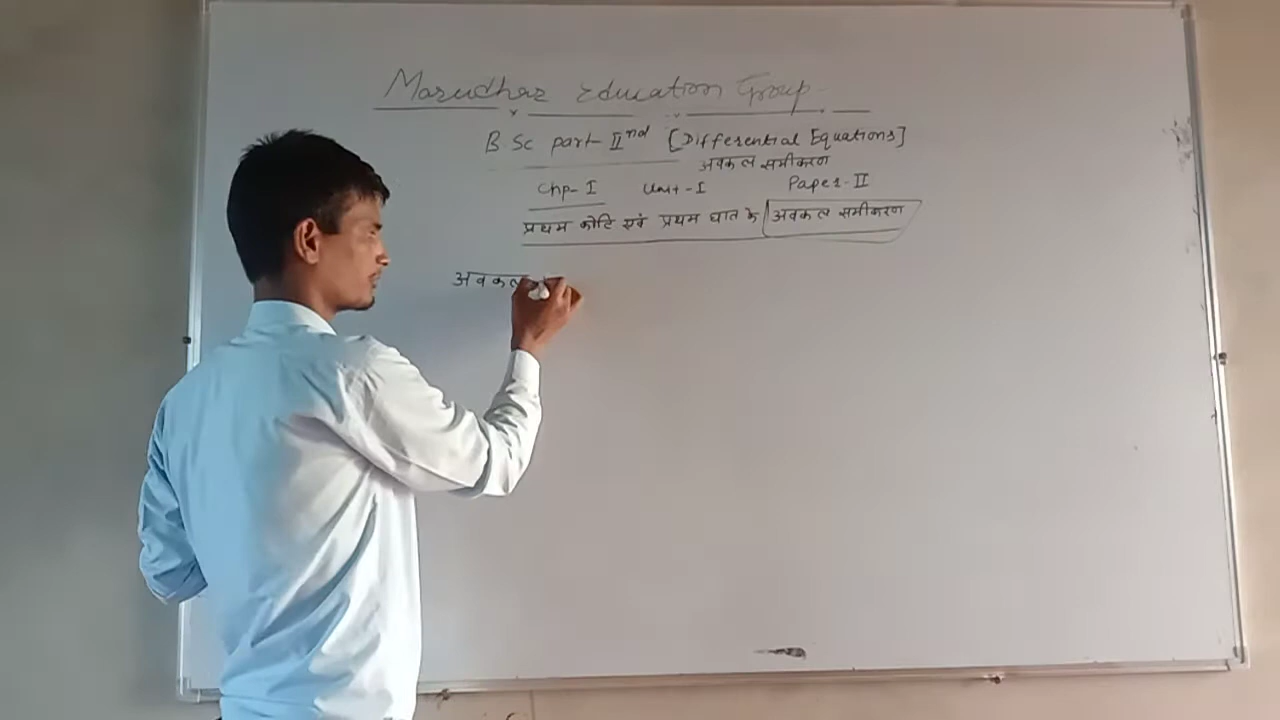 Marudhar Education Group
B.Sc part-IInd [Differential Equations]
अवकल समीकरण
Chp-I Unit-I Paper-II
प्रथम कोटि एवं प्रथम घात के अवकल समीकरण
अवकल